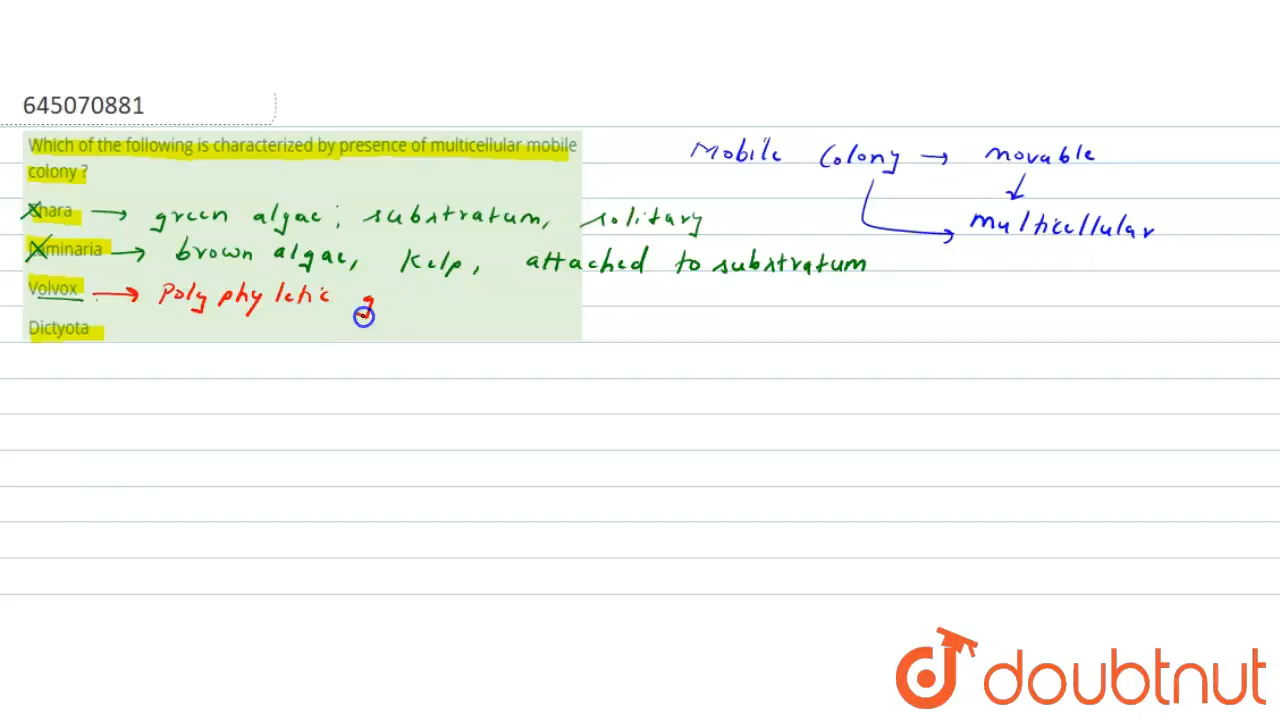 645070881
Which of the following is characterized by presence of multicellular mobile
colony ?
Chara → green algae; substratum, solitary
Laminaria → brown algae, Kelp, attached to substratum
Volvox → Polyphyletic g
Dictyota
Mobile Colony → movable
↓
multicellular
doubtnut